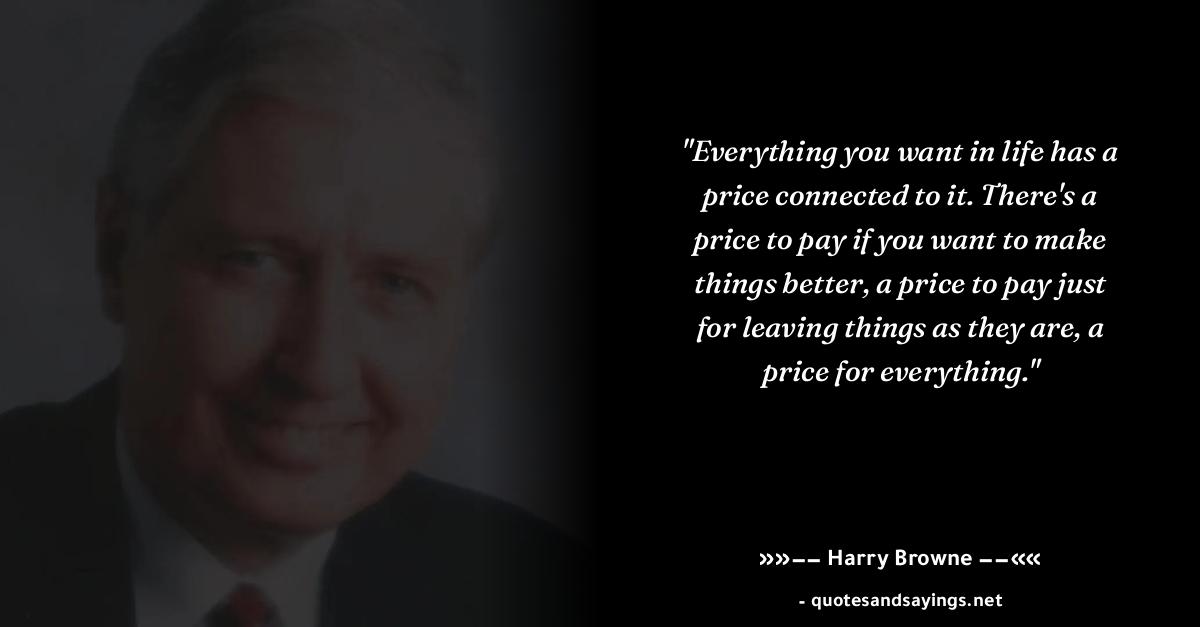 "Everything you want in life has a
price connected to it. There's a
price to pay if you want to make
things better, a price to pay just
for leaving things as they are, a
price for everything."
»»−− Harry Browne −−««
- quotesandsayings.net